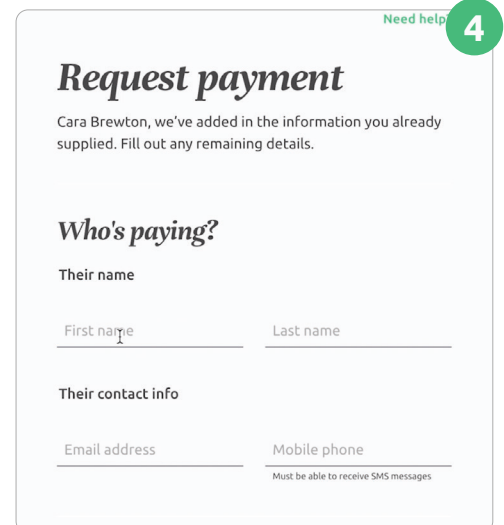 Need help
4
Request payment
Cara Brewton, we've added in the information you already
supplied. Fill out any remaining details.
Who's paying?
Their name
First name Last name
Their contact info
Email address Mobile phone
Must be able to receive SMS messages